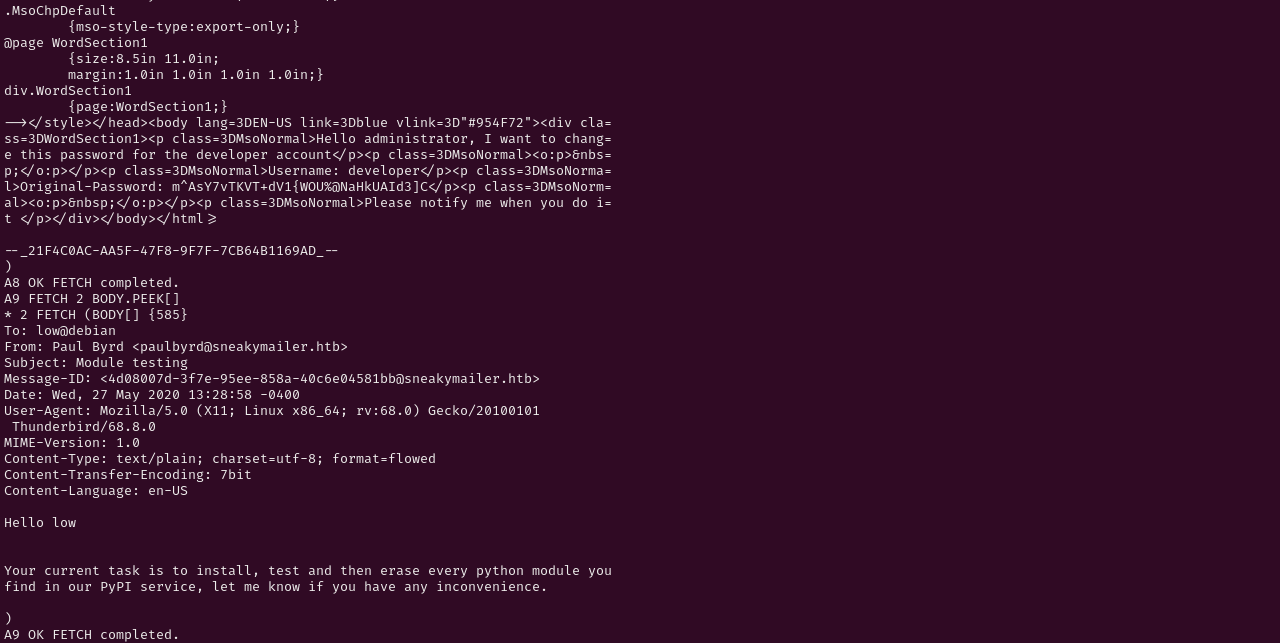 .MsoChpDefault
        {mso-style-type:export-only;}
@page WordSection1
        {size:8.5in 11.0in;
        margin:1.0in 1.0in 1.0in 1.0in;}
div.WordSection1
        {page:WordSection1;}
--></style></head><body lang=3DEN-US link=3Dblue vlink=3D"#954F72"><div cla=
ss=3DWordSection1><p class=3DMsoNormal>Hello administrator, I want to chang=
e this password for the developer account</p><p class=3DMsoNormal><o:p>&nbs=
p;</o:p></p><p class=3DMsoNormal>Username: developer</p><p class=3DMsoNorma=
l>Original-Password: m^AsY7vTKVT+dV1{WOU%@NaHkUAId3]C</p><p class=3DMsoNorm=
al><o:p>&nbsp;</o:p></p><p class=3DMsoNormal>Please notify me when you do i=
t </p></div></body></html>=

--_21F4C0AC-AA5F-47F8-9F7F-7CB64B1169AD_--
)
A8 OK FETCH completed.
A9 FETCH 2 BODY.PEEK[]
* 2 FETCH (BODY[] {585}
To: low@debian
From: Paul Byrd <paulbyrd@sneakymailer.htb>
Subject: Module testing
Message-ID: <4d08007d-3f7e-95ee-858a-40c6e04581bb@sneakymailer.htb>
Date: Wed, 27 May 2020 13:28:58 -0400
User-Agent: Mozilla/5.0 (X11; Linux x86_64; rv:68.0) Gecko/20100101
 Thunderbird/68.8.0
MIME-Version: 1.0
Content-Type: text/plain; charset=utf-8; format=flowed
Content-Transfer-Encoding: 7bit
Content-Language: en-US

Hello low


Your current task is to install, test and then erase every python module you
find in our PyPI service, let me know if you have any inconvenience.

)
A9 OK FETCH completed.